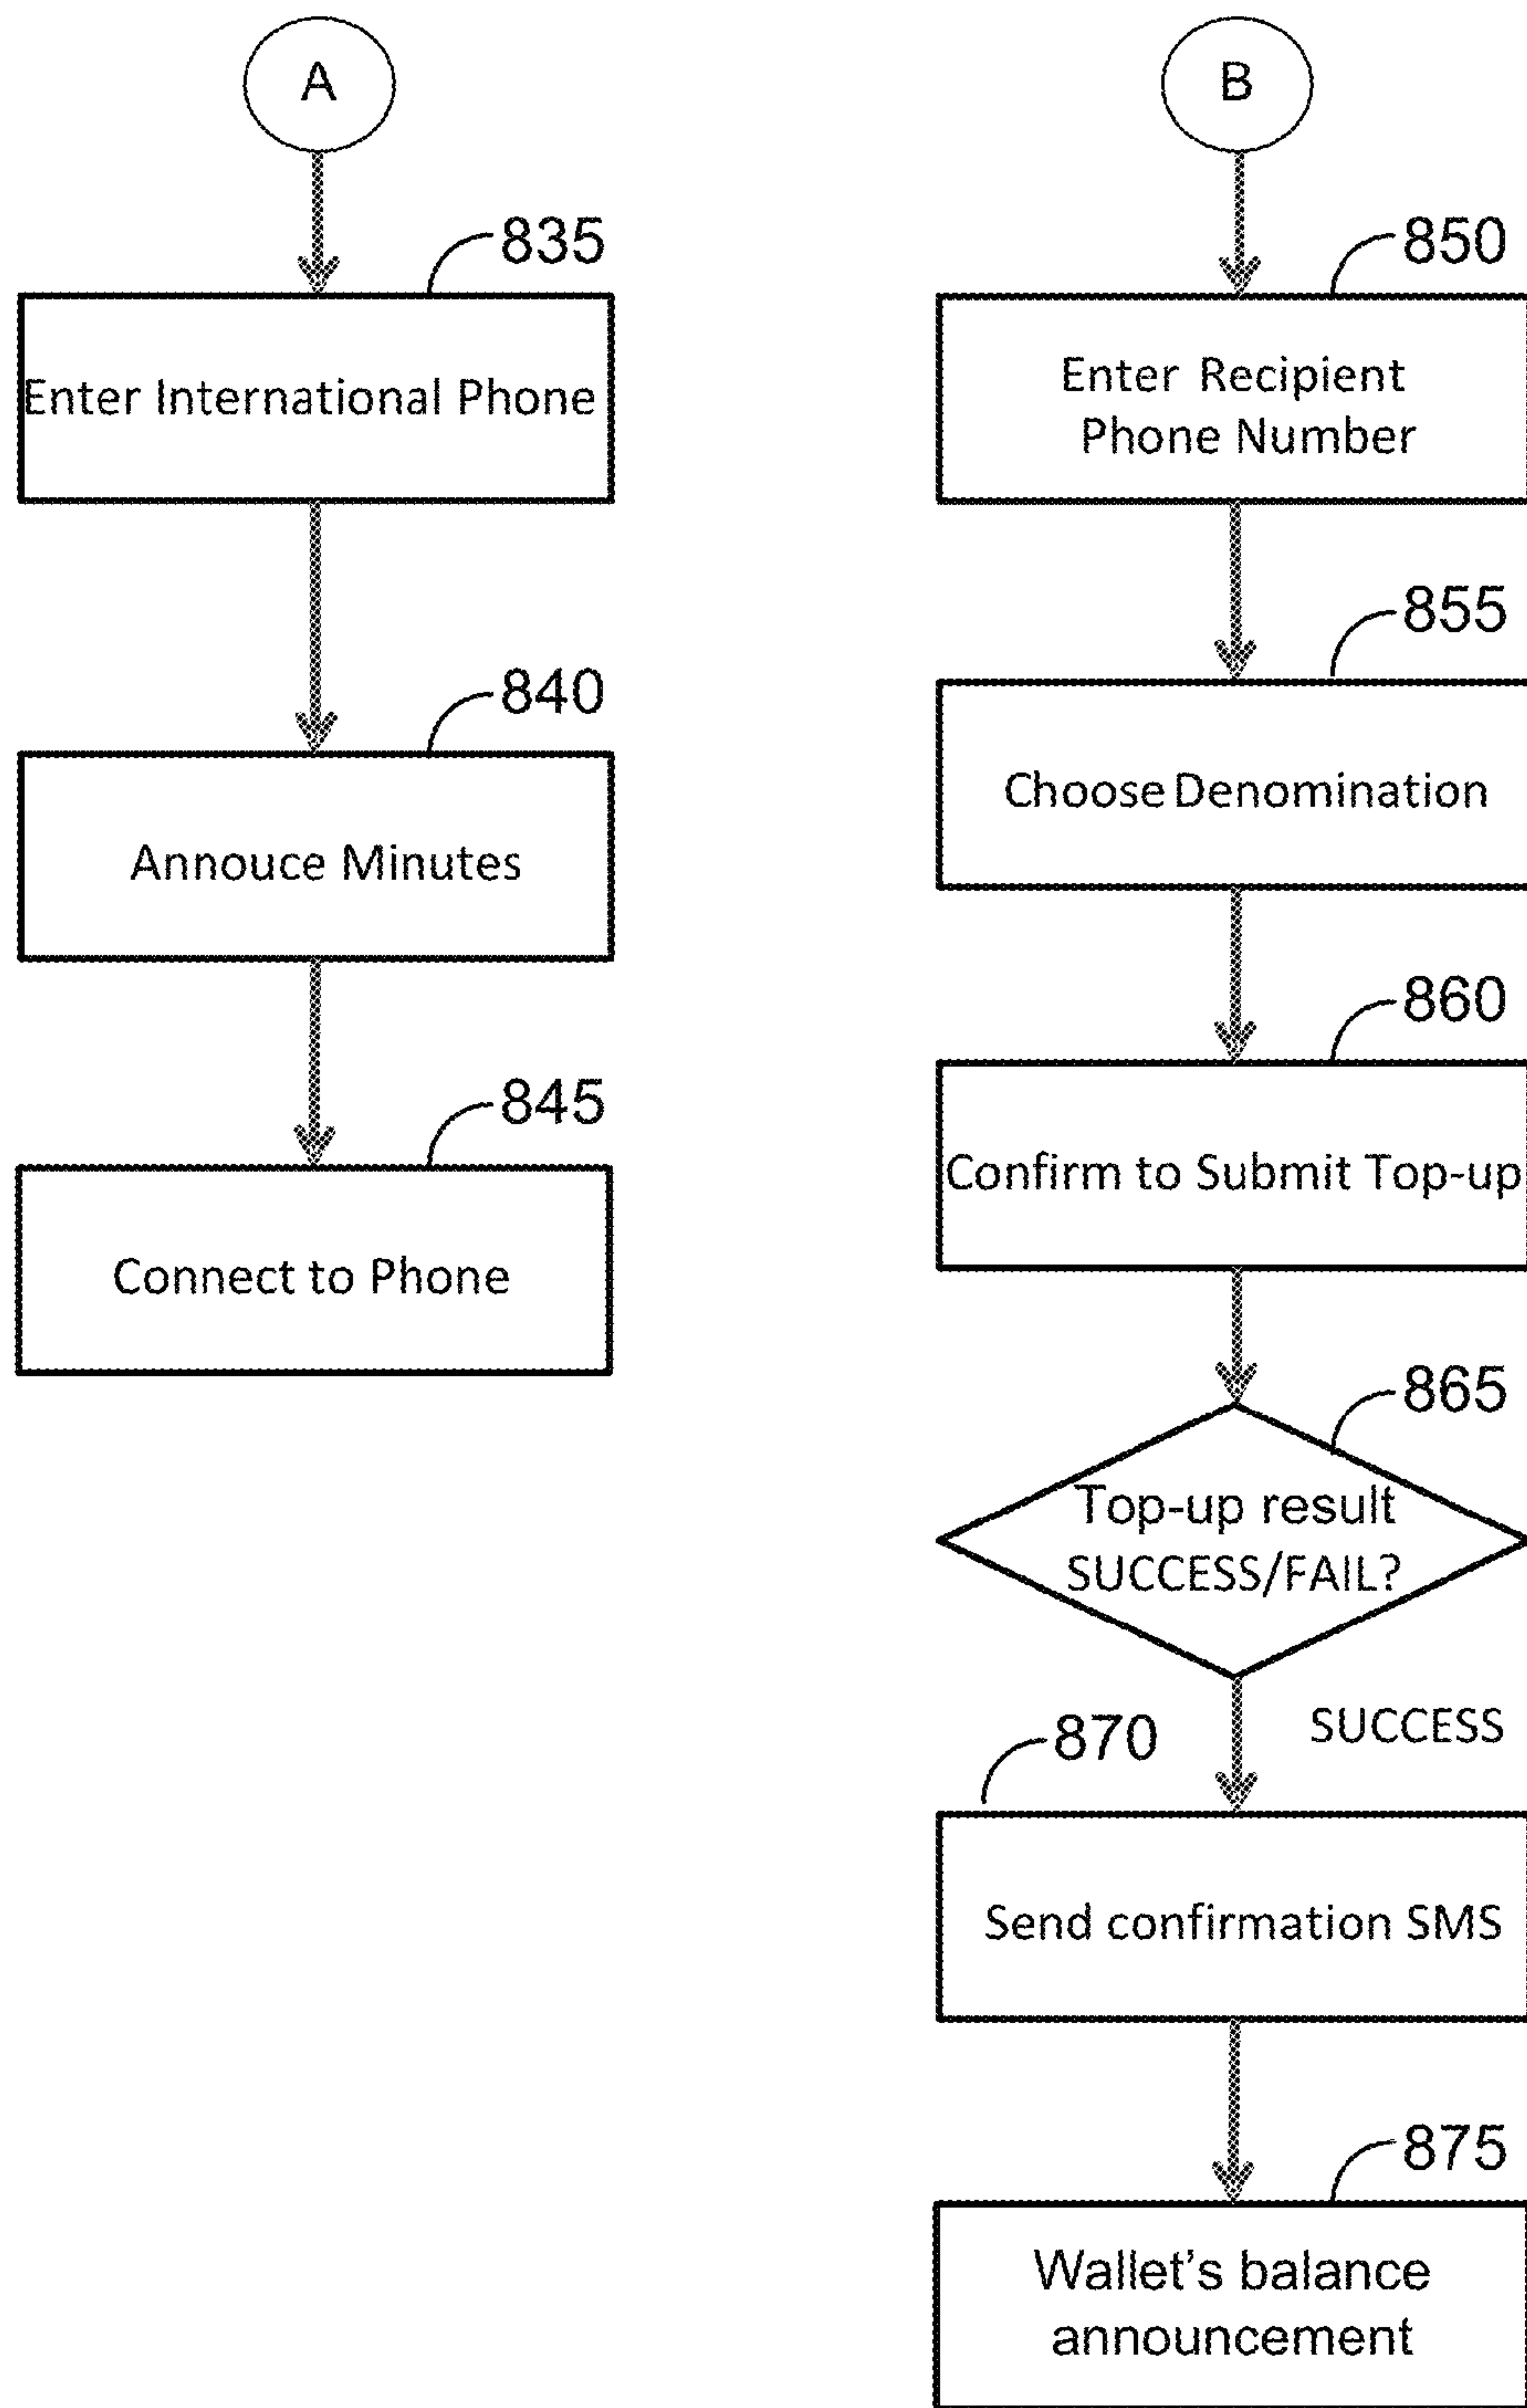 A
835
Enter International Phone
840
Annouce Minutes
845
Connect to Phone
B
850
Enter Recipient
Phone Number
855
Choose Denomination
860
Confirm to Submit Top-up
865
Top-up result
SUCCESS/FAIL?
SUCCESS
870
Send confirmation SMS
875
Wallet's balance
announcement